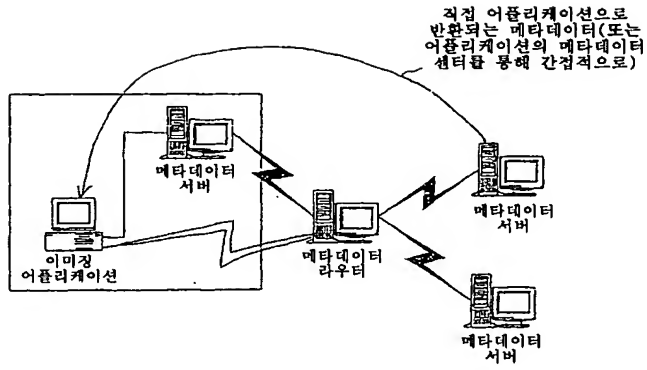 직접 어플리케이션으로
반환되는 메타데이터(또는
어플리케이션의 메타데이터
센터를 통해 간접적으로)
메타데이터
서버
메타데이터
서버
이미징
어플리케이션
메타데이터
라우터
메타데이터
서버